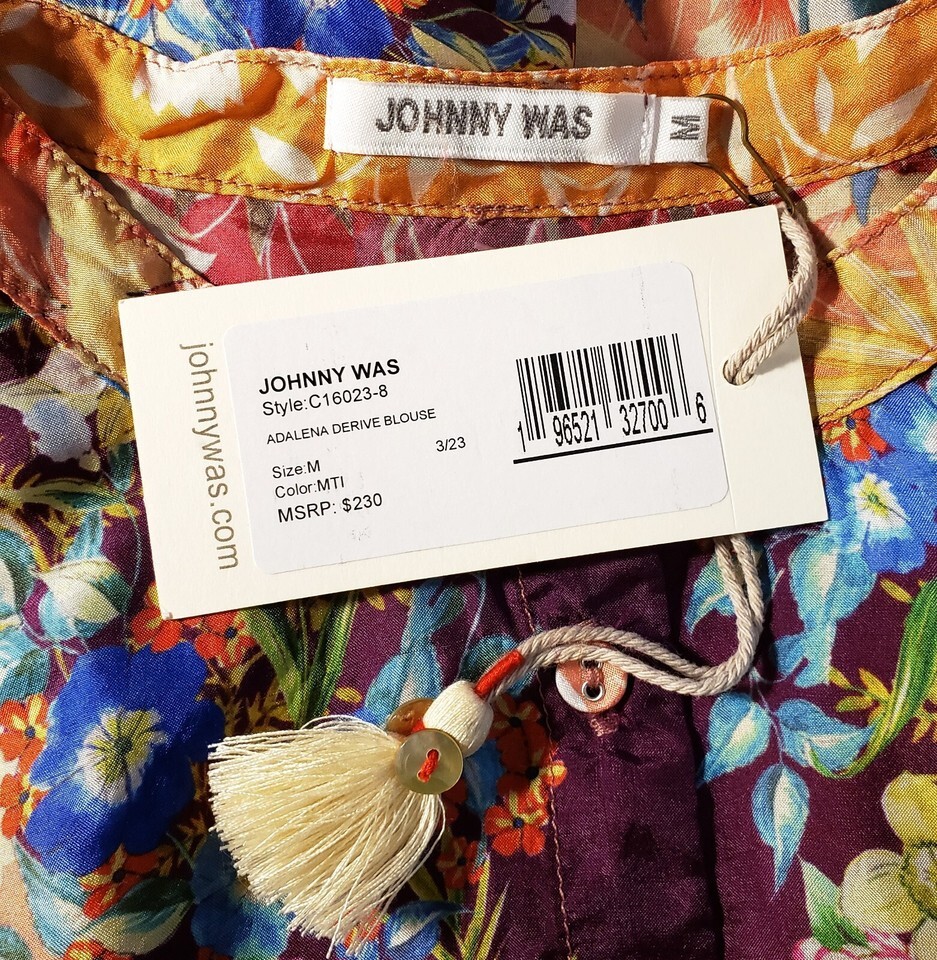 JOHNNY WAS
M
johnnywas.com
JOHNNY WAS
Style:C16023-8
ADALENA DERIVE BLOUSE
3/23
Size:M
Color:MTI
MSRP: $230
1 96521 32700 6